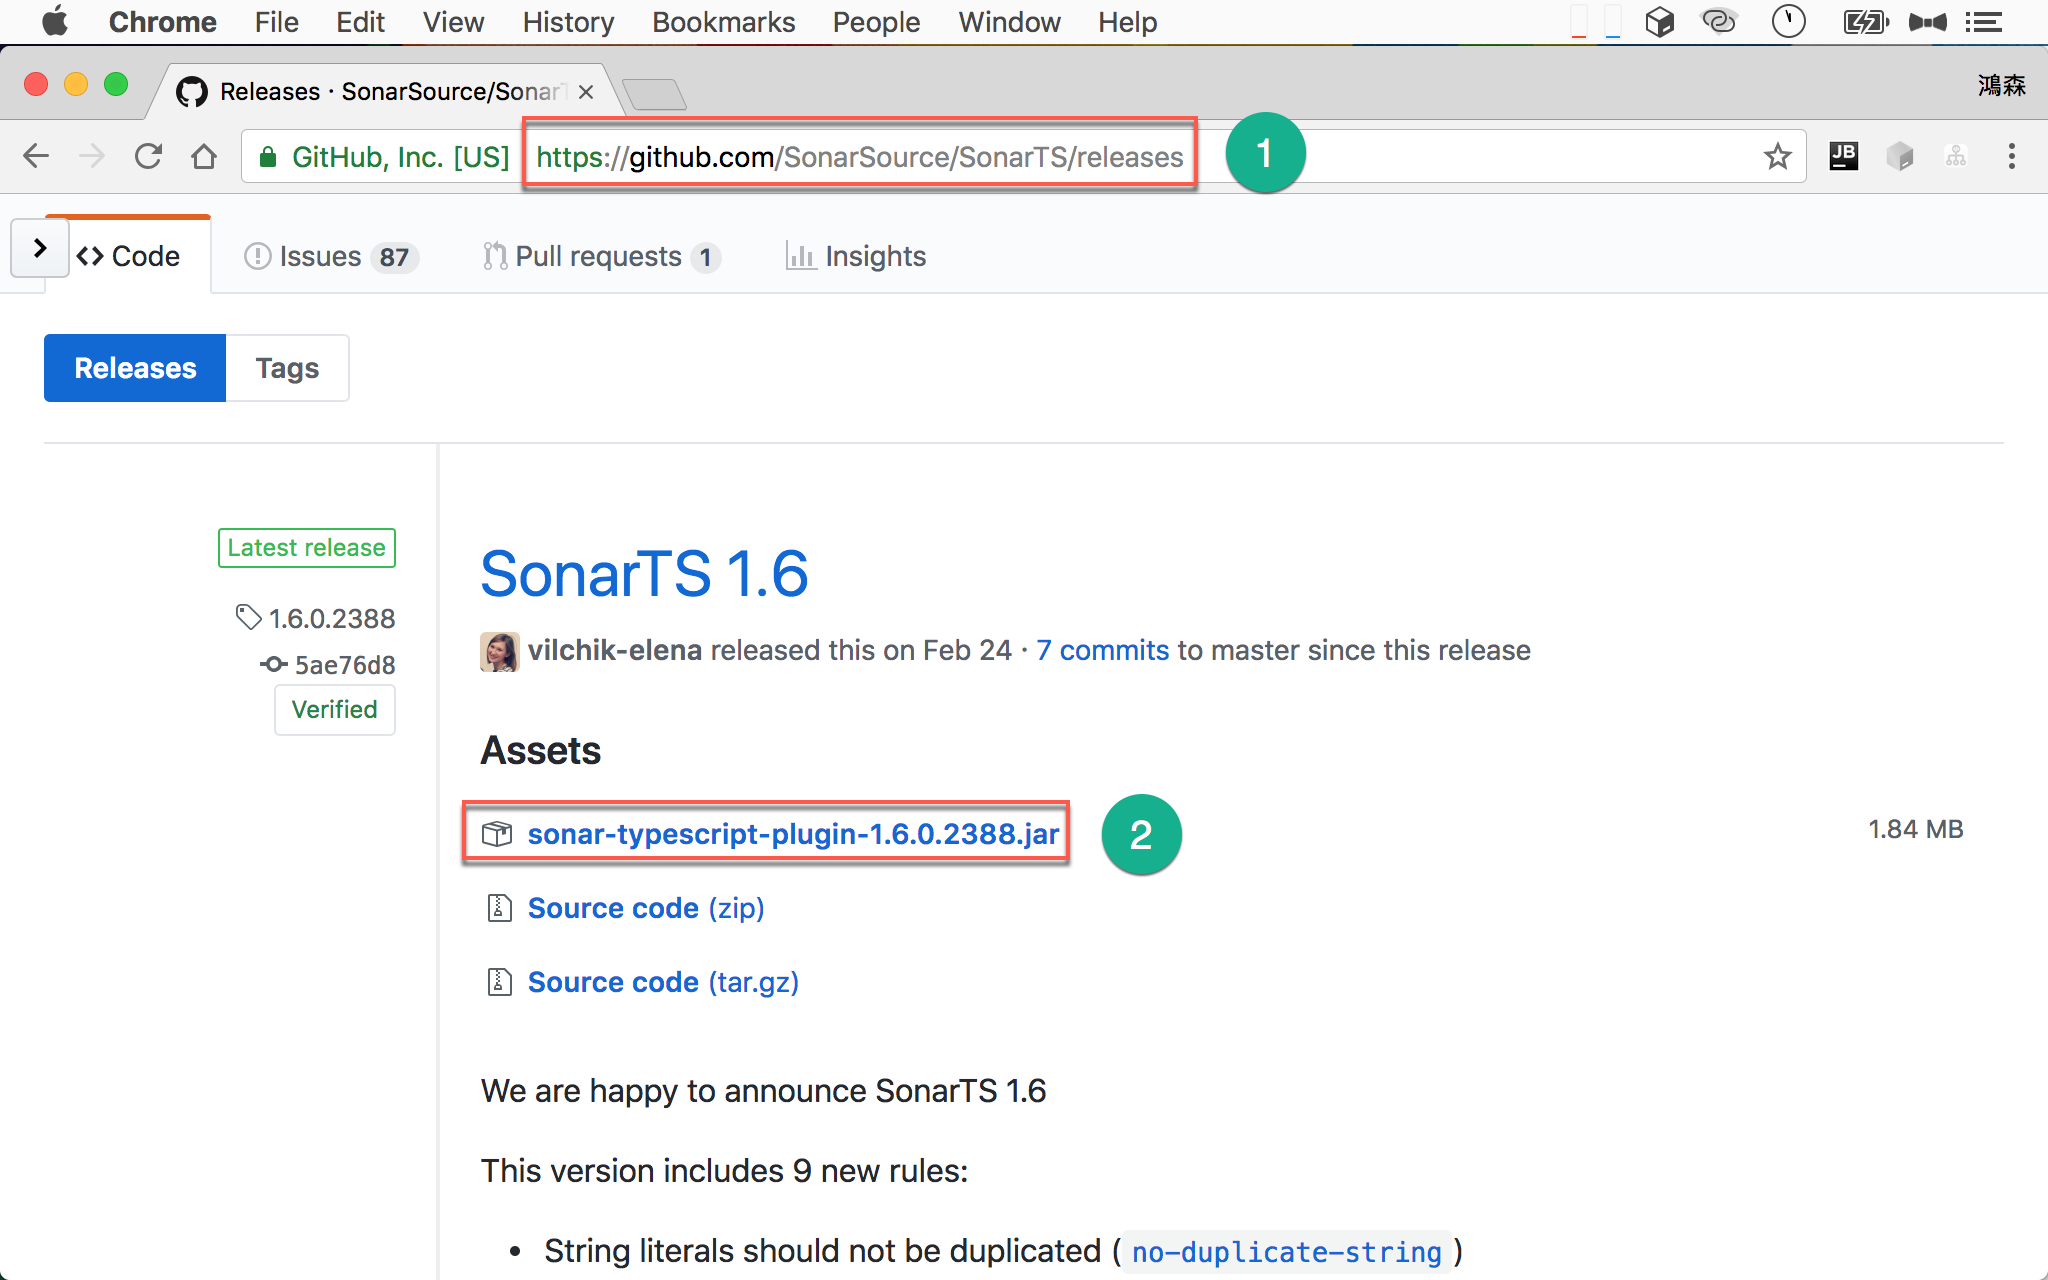 Chrome File Edit View History Bookmarks People Window Help
Releases · SonarSource/Sonar
鴻森
GitHub, Inc. [US] https://github.com/SonarSource/SonarTS/releases 1
JB
Code Issues 87 Pull requests 1 Insights
Releases Tags
Latest release
1.6.0.2388
5ae76d8
Verified
SonarTS 1.6
vilchik-elena released this on Feb 24 · 7 commits to master since this release
Assets
sonar-typescript-plugin-1.6.0.2388.jar 2 1.84 MB
Source code (zip)
Source code (tar.gz)
We are happy to announce SonarTS 1.6
This version includes 9 new rules:
• String literals should not be duplicated ( no-duplicate-string )